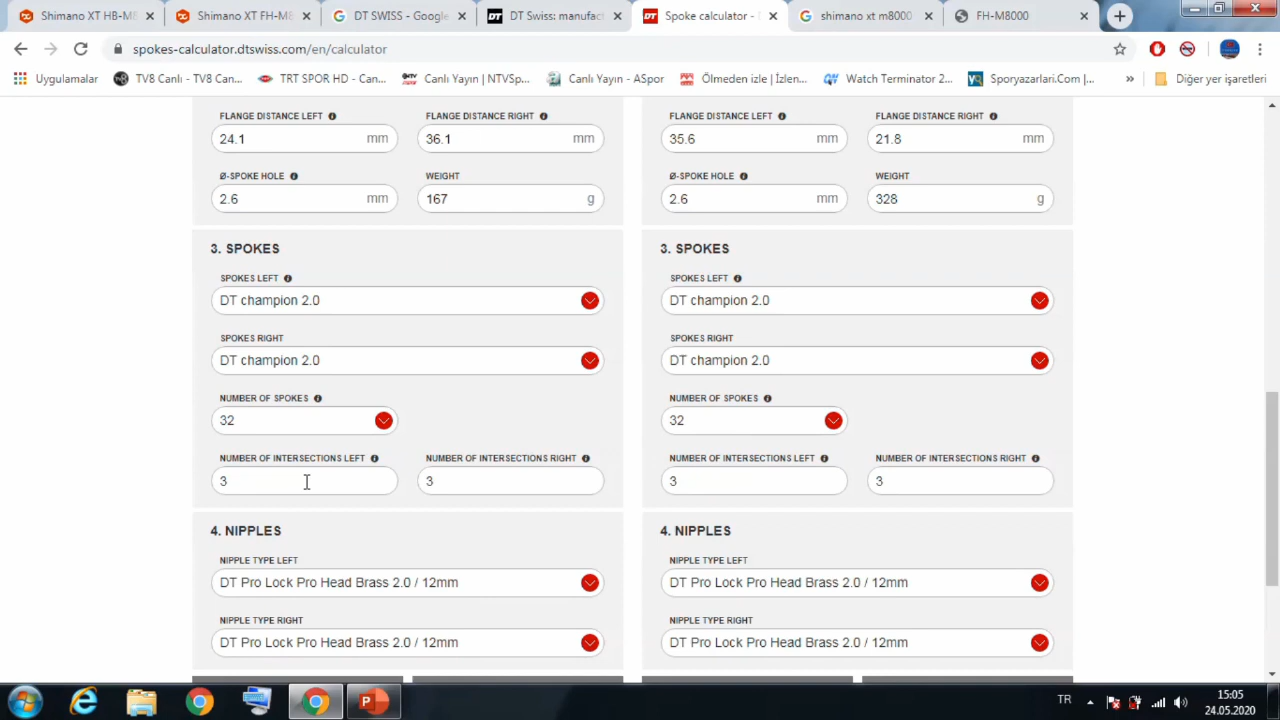 Shimano XT HB-M8
Shimano XT FH-M8
DT SWISS - Google
DT Swiss: manufact
Spoke calculator -
shimano xt m8000
FH-M8000
spokes-calculator.dtswiss.com/en/calculator
Uygulamalar
TV8 Canlı - TV8 Can...
TRT SPOR HD - Can...
Canlı Yayın | NTVSp...
Canlı Yayın - ASpor
Ölmeden izle | İzlen...
Watch Terminator 2...
Sporyazarlari.Com |...
»
Diğer yer işaretleri
FLANGE DISTANCE LEFT
FLANGE DISTANCE RIGHT
24.1 mm
36.1 mm
Ø-SPOKE HOLE
WEIGHT
2.6 mm
167 g
3. SPOKES
SPOKES LEFT
DT champion 2.0
SPOKES RIGHT
DT champion 2.0
NUMBER OF SPOKES
32
NUMBER OF INTERSECTIONS LEFT
NUMBER OF INTERSECTIONS RIGHT
3
3
4. NIPPLES
NIPPLE TYPE LEFT
DT Pro Lock Pro Head Brass 2.0 / 12mm
NIPPLE TYPE RIGHT
DT Pro Lock Pro Head Brass 2.0 / 12mm
FLANGE DISTANCE LEFT
FLANGE DISTANCE RIGHT
35.6 mm
21.8 mm
Ø-SPOKE HOLE
WEIGHT
2.6 mm
328 g
3. SPOKES
SPOKES LEFT
DT champion 2.0
SPOKES RIGHT
DT champion 2.0
NUMBER OF SPOKES
32
NUMBER OF INTERSECTIONS LEFT
NUMBER OF INTERSECTIONS RIGHT
3
3
4. NIPPLES
NIPPLE TYPE LEFT
DT Pro Lock Pro Head Brass 2.0 / 12mm
NIPPLE TYPE RIGHT
DT Pro Lock Pro Head Brass 2.0 / 12mm
TR
15:05
24.05.2020